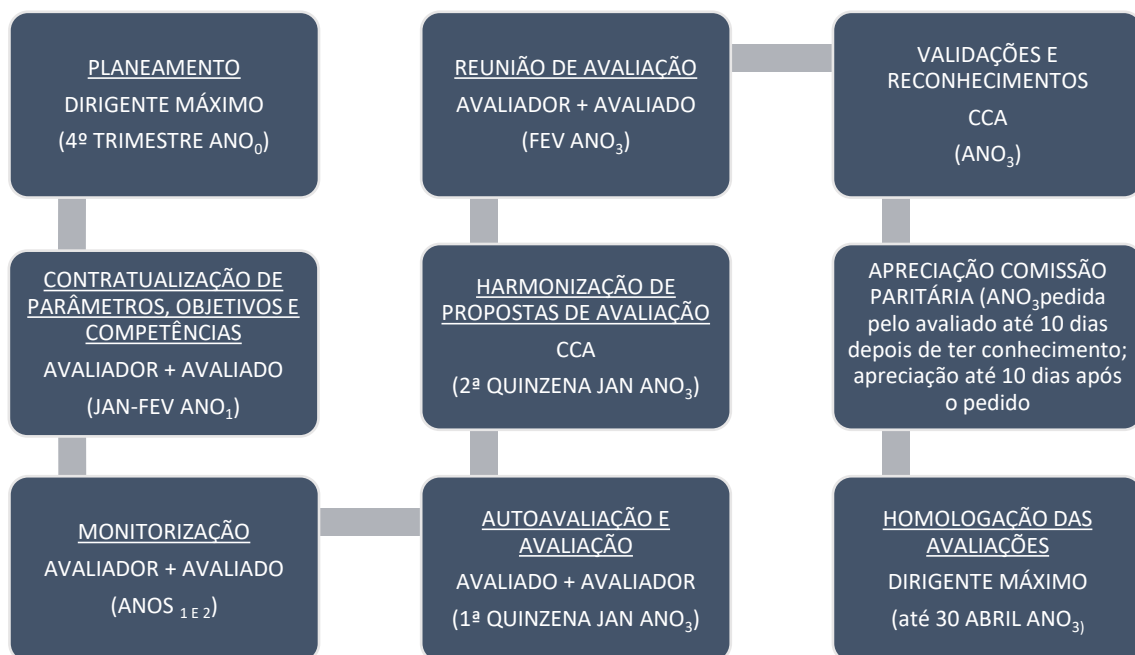 PLANEAMENTO
DIRIGENTE MÁXIMO
(4º TRIMESTRE ANO₀)
CONTRATUALIZAÇÃO DE
PARÂMETROS, OBJETIVOS E
COMPETÊNCIAS
AVALIADOR + AVALIADO
(JAN-FEV ANO₁)
MONITORIZAÇÃO
AVALIADOR + AVALIADO
(ANOS ₁ E ₂)
AUTOAVALIAÇÃO E
AVALIAÇÃO
AVALIADO + AVALIADOR
(1ª QUINZENA JAN ANO₃)
HARMONIZAÇÃO DE
PROPOSTAS DE AVALIAÇÃO
CCA
(2ª QUINZENA JAN ANO₃)
REUNIÃO DE AVALIAÇÃO
AVALIADOR + AVALIADO
(FEV ANO₃)
VALIDAÇÕES E
RECONHECIMENTOS
CCA
(ANO₃)
APRECIAÇÃO COMISSÃO
PARITÁRIA (ANO₃pedida
pelo avaliado até 10 dias
depois de ter conhecimento;
apreciação até 10 dias após
o pedido
HOMOLOGAÇÃO DAS
AVALIAÇÕES
DIRIGENTE MÁXIMO
(até 30 ABRIL ANO₃₎